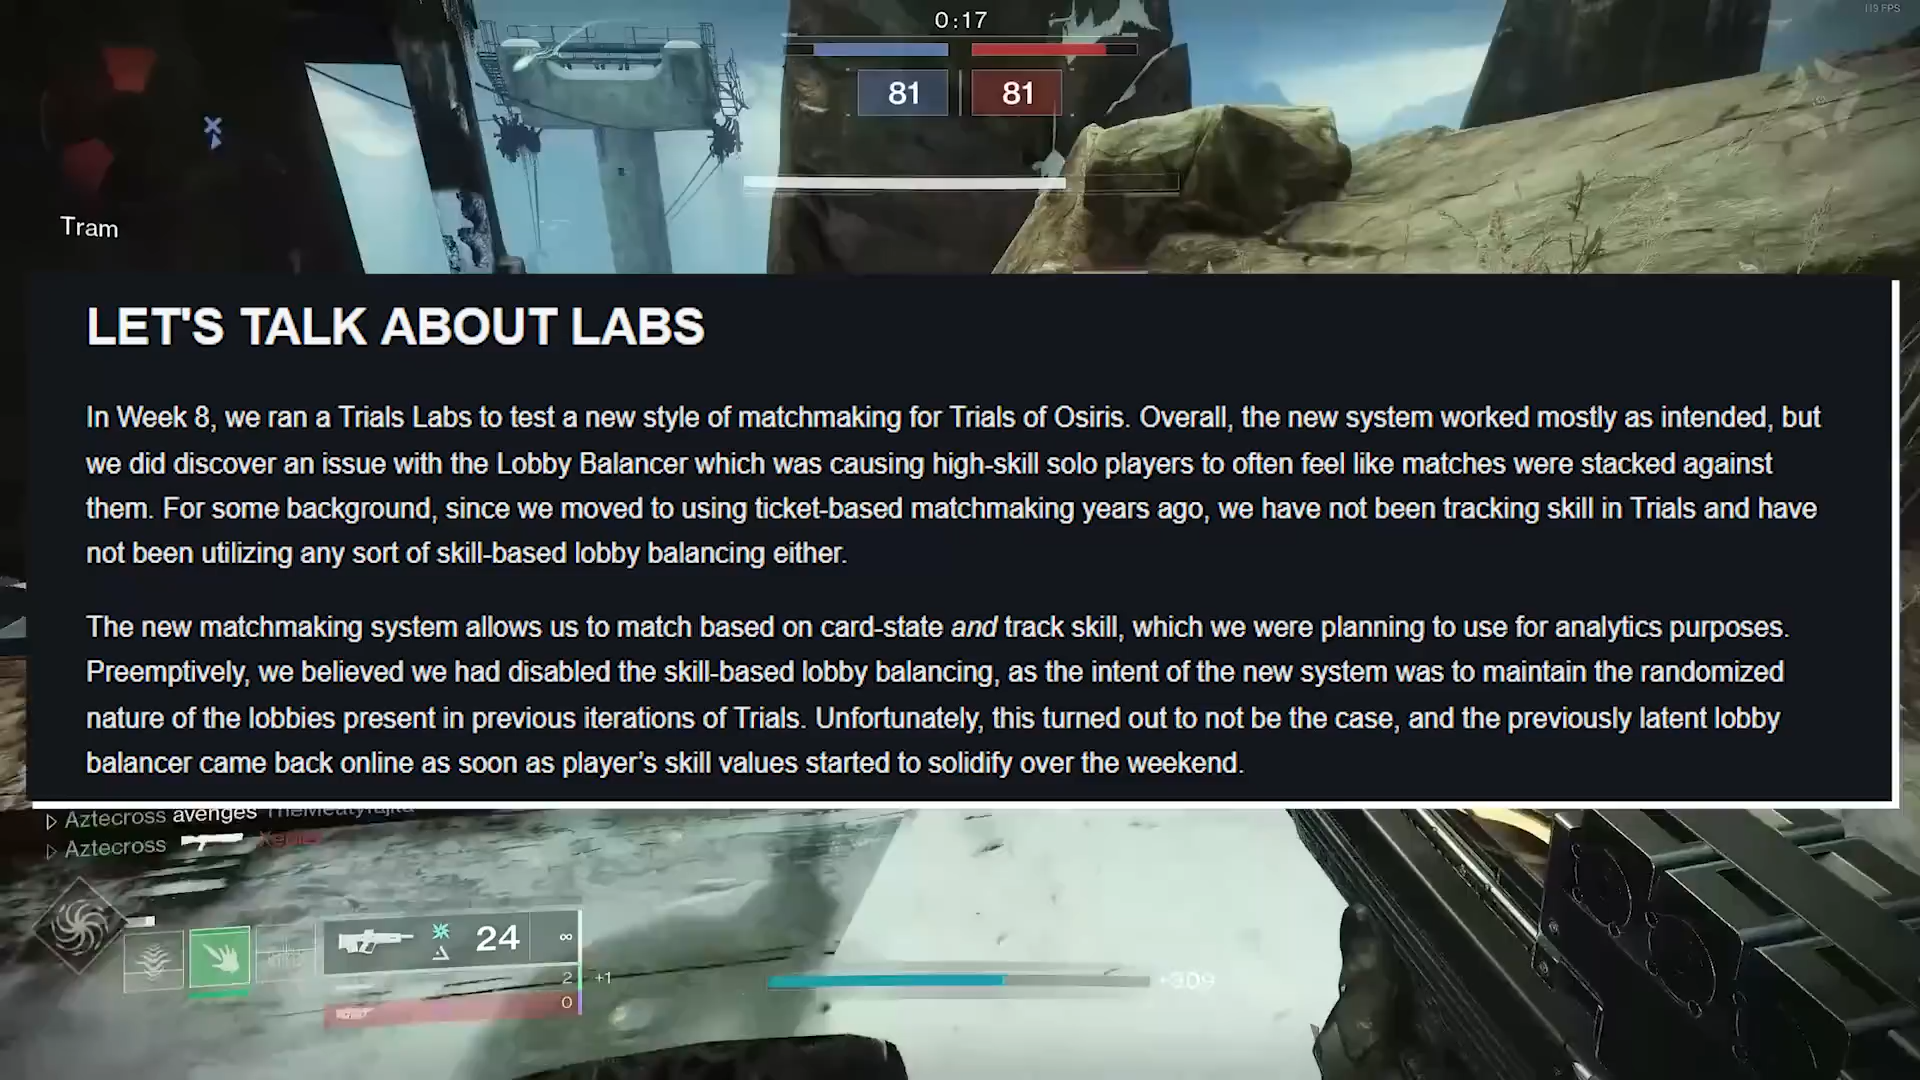 119 FPS
0:17
81 81
Tram
LET'S TALK ABOUT LABS
In Week 8, we ran a Trials Labs to test a new style of matchmaking for Trials of Osiris. Overall, the new system worked mostly as intended, but
we did discover an issue with the Lobby Balancer which was causing high-skill solo players to often feel like matches were stacked against
them. For some background, since we moved to using ticket-based matchmaking years ago, we have not been tracking skill in Trials and have
not been utilizing any sort of skill-based lobby balancing either.
The new matchmaking system allows us to match based on card-state and track skill, which we were planning to use for analytics purposes.
Preemptively, we believed we had disabled the skill-based lobby balancing, as the intent of the new system was to maintain the randomized
nature of the lobbies present in previous iterations of Trials. Unfortunately, this turned out to not be the case, and the previously latent lobby
balancer came back online as soon as player’s skill values started to solidify over the weekend.
Aztecross avenges
Aztecross
24 ∞
2 +1
0
+309